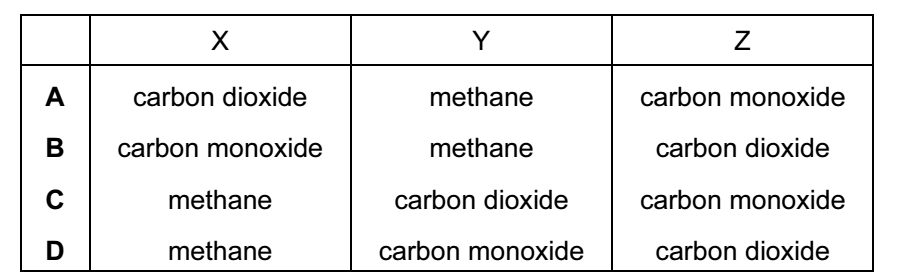 X Y Z
A carbon dioxide methane carbon monoxide
B carbon monoxide methane carbon dioxide
C methane carbon dioxide carbon monoxide
D methane carbon monoxide carbon dioxide